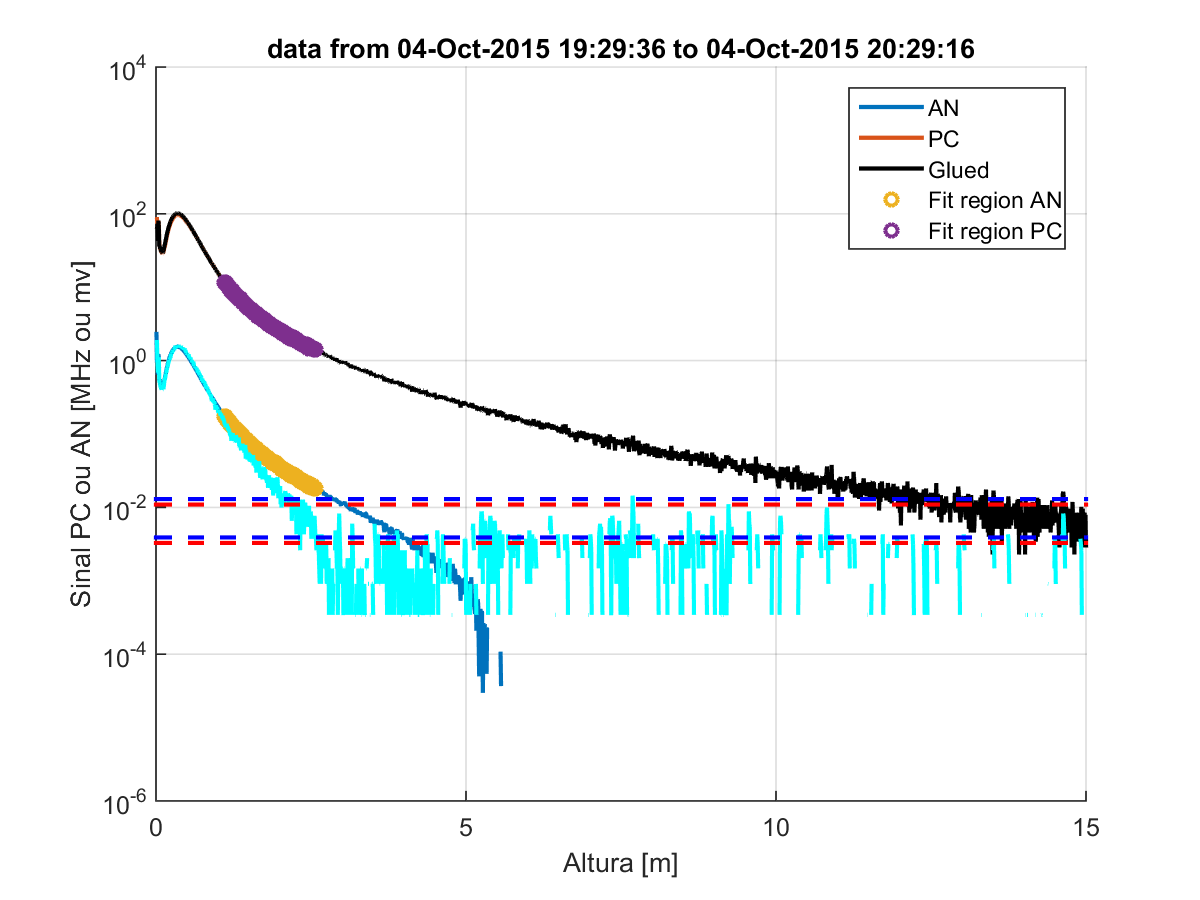 data from 04-Oct-2015 19:29:36 to 04-Oct-2015 20:29:16
10^4
10^2
10^0
10^-2
10^-4
10^-6
Sinal PC ou AN [MHz ou mv]
AN
PC
Glued
Fit region AN
Fit region PC
0 5 10 15
Altura [m]